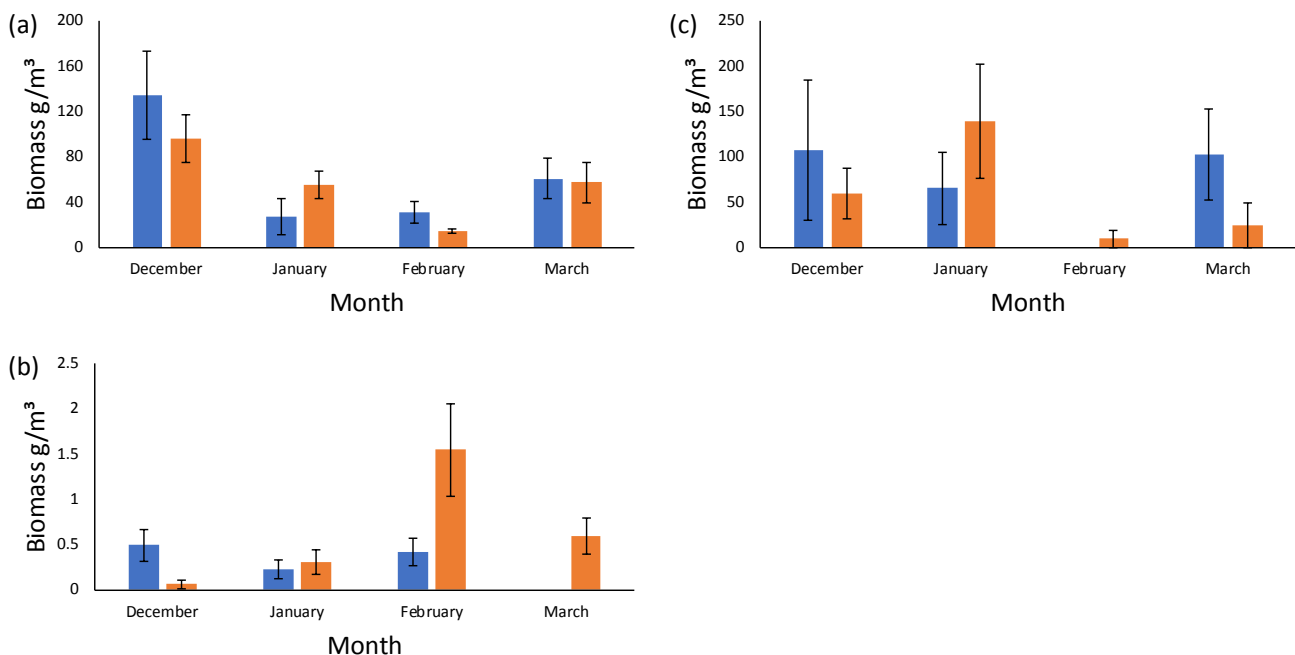 (a)
Biomass g/m³
200
160
120
80
40
0
December January February March
Month
(c)
Biomass g/m³
250
200
150
100
50
0
December January February March
Month
(b)
Biomass g/m³
2.5
2
1.5
1
0.5
0
December January February March
Month